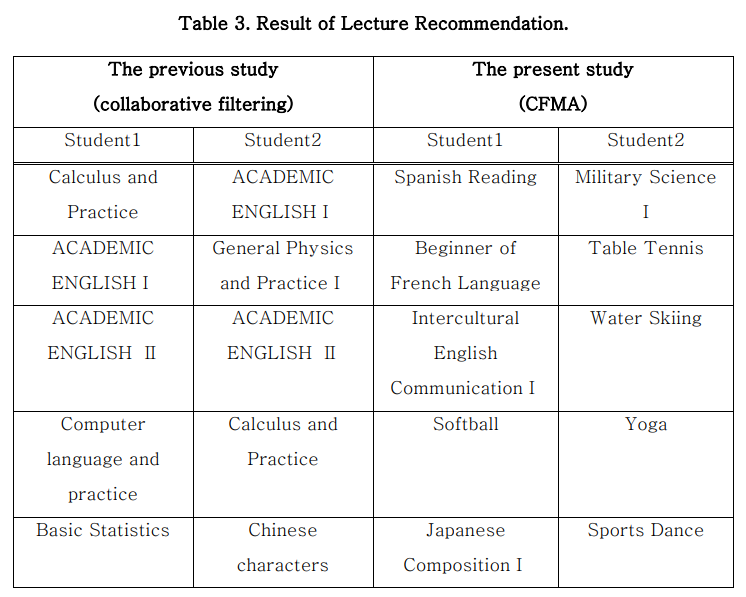 Table 3. Result of Lecture Recommendation.
The previous study
(collaborative filtering)
The present study
(CFMA)
Student1
Student2
Student1
Student2
Calculus and
Practice
ACADEMIC
ENGLISH I
Spanish Reading
Military Science
I
ACADEMIC
ENGLISH I
General Physics
and Practice I
Beginner of
French Language
Table Tennis
ACADEMIC
ENGLISH Ⅱ
ACADEMIC
ENGLISH Ⅱ
Intercultural
English
Communication I
Water Skiing
Computer
language and
practice
Calculus and
Practice
Softball
Yoga
Basic Statistics
Chinese
characters
Japanese
Composition I
Sports Dance